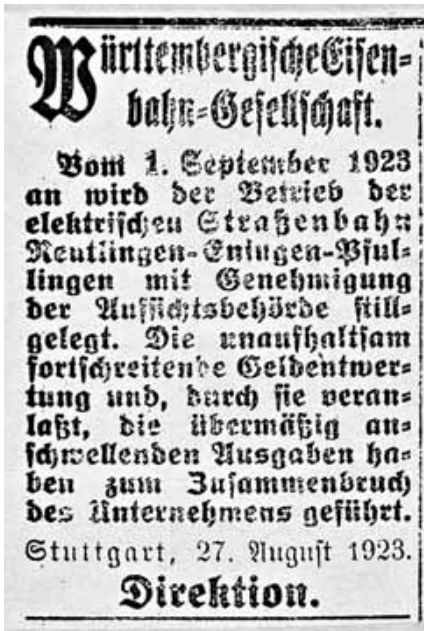 Württembergische Eisen-
bahn-Gesellschaft.
Vom 1. September 1923
an wird der Betrieb der
elektrischen Straßenbahn
Reutlingen-Eningen-Pful-
lingen mit Genehmigung
der Aufsichtsbehörde still-
gelegt. Die unaufhaltsam
fortschreitende Geldentwer-
tung und, durch sie veran-
laßt, die übermäßig an-
schwellenden Ausgaben ha-
ben zum Zusammenbruch
des Unternehmens geführt.
Stuttgart, 27. August 1923.
Direktion.